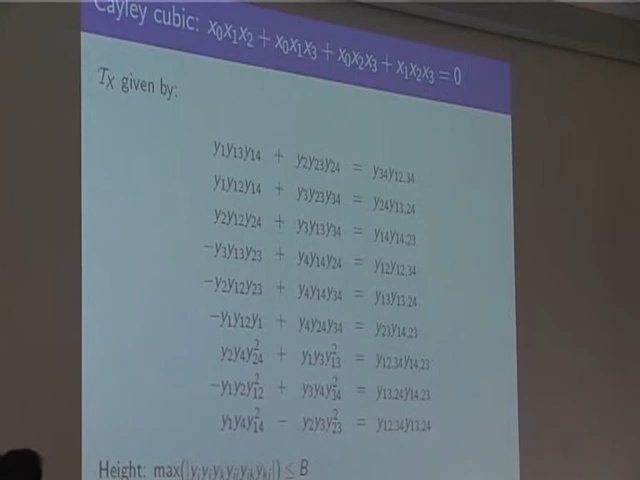 Cayley cubic: x₀x₁x₂ + x₀x₁x₃ + x₀x₂x₃ + x₁x₂x₃ = 0
𝒯ₓ given by:
y₁y₁₃y₁₄ + y₂y₂₃y₂₄ = y₃₄y₁₂,₃₄
y₁y₁₂y₁₄ + y₃y₂₃y₃₄ = y₂₄y₁₃,₂₄
y₂y₁₂y₂₄ + y₃y₁₃y₃₄ = y₁₄y₁₄,₂₃
−y₃y₁₃y₂₃ + y₄y₁₄y₂₄ = y₁₂y₁₂,₃₄
−y₂y₁₂y₂₃ + y₄y₁₄y₃₄ = y₁₃y₁₃,₂₄
−y₁y₁₂y₁ + y₄y₂₄y₃₄ = y₂₃y₁₄,₂₃
y₂y₄y₂₄² + y₁y₃y₁₃² = y₁₂,₃₄y₁₄,₂₃
−y₁y₂y₁₂² + y₃y₄y₃₄² = y₁₃,₂₄y₁₄,₂₃
y₁y₄y₁₄² − y₂y₃y₂₃² = y₁₂,₃₄y₁₃,₂₄
Height: max(|yᵢyⱼyₖyᵢⱼyᵢₖyₖⱼ|) ≤ B